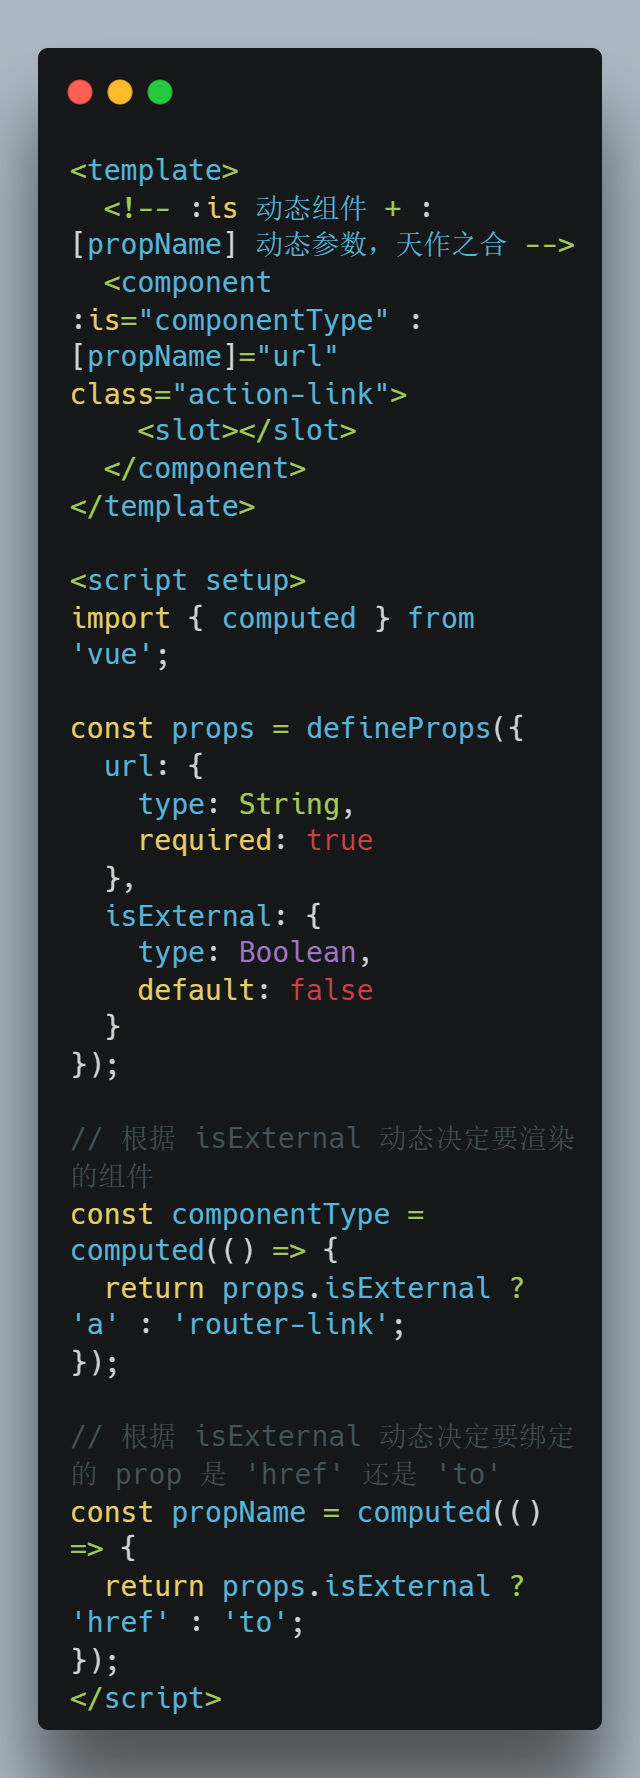 <template>
  <!-- :is 动态组件 + :
[propName] 动态参数，天作之合 -->
  <component
:is="componentType" :
[propName]="url"
class="action-link">
    <slot></slot>
  </component>
</template>

<script setup>
import { computed } from
'vue';

const props = defineProps({
  url: {
    type: String,
    required: true
  },
  isExternal: {
    type: Boolean,
    default: false
  }
});

// 根据 isExternal 动态决定要渲染
的组件
const componentType =
computed(() => {
  return props.isExternal ?
'a' : 'router-link';
});

// 根据 isExternal 动态决定要绑定
的 prop 是 'href' 还是 'to'
const propName = computed(()
=> {
  return props.isExternal ?
'href' : 'to';
});
</script>